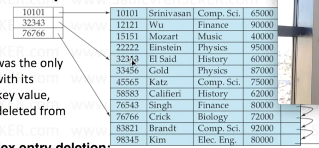 10101
32343
76766
10101 Srinivasan Comp. Sci. 65000
12121 Wu Finance 90000
15151 Mozart Music 40000
22222 Einstein Physics 95000
32343 El Said History 60000
33456 Gold Physics 87000
45565 Katz Comp. Sci. 75000
58583 Califieri History 62000
76543 Singh Finance 80000
76766 Crick Biology 72000
83821 Brandt Comp. Sci. 92000
98345 Kim Elec. Eng. 80000
was the only
with its
key value,
deleted from
ex entry deletion: